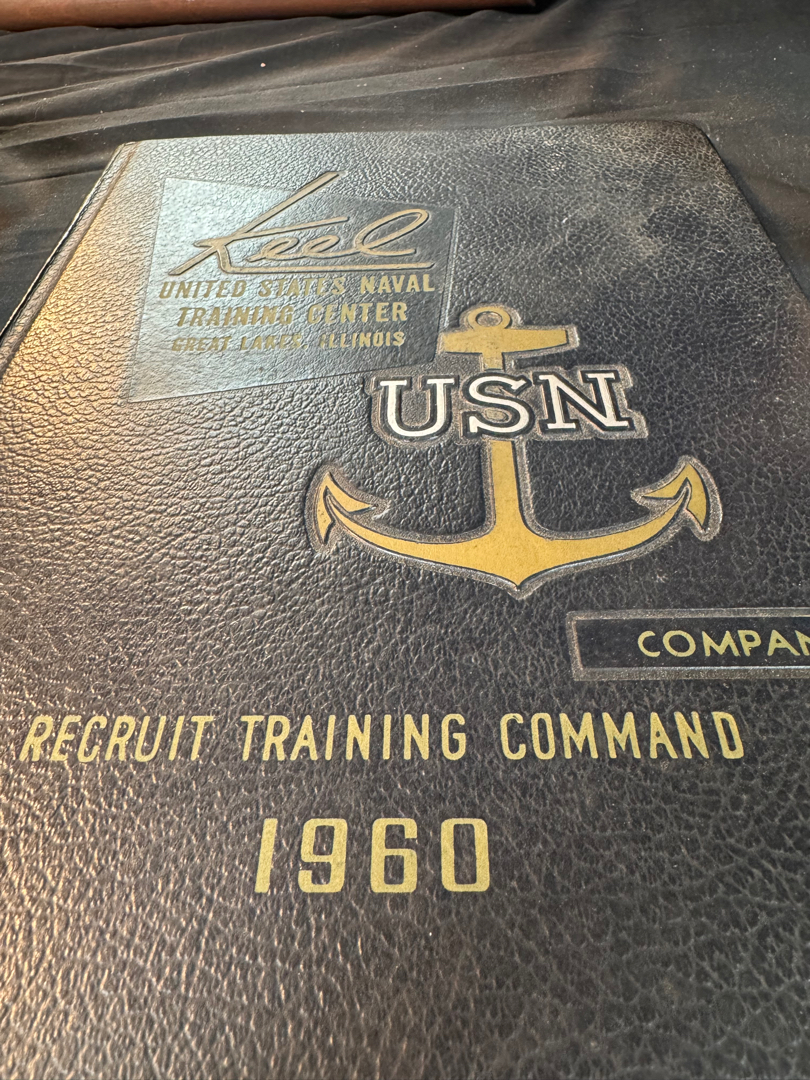 Keel
UNITED STATES NAVAL
TRAINING CENTER
GREAT LAKES, ILLINOIS
USN
COMPAN
RECRUIT TRAINING COMMAND
1960